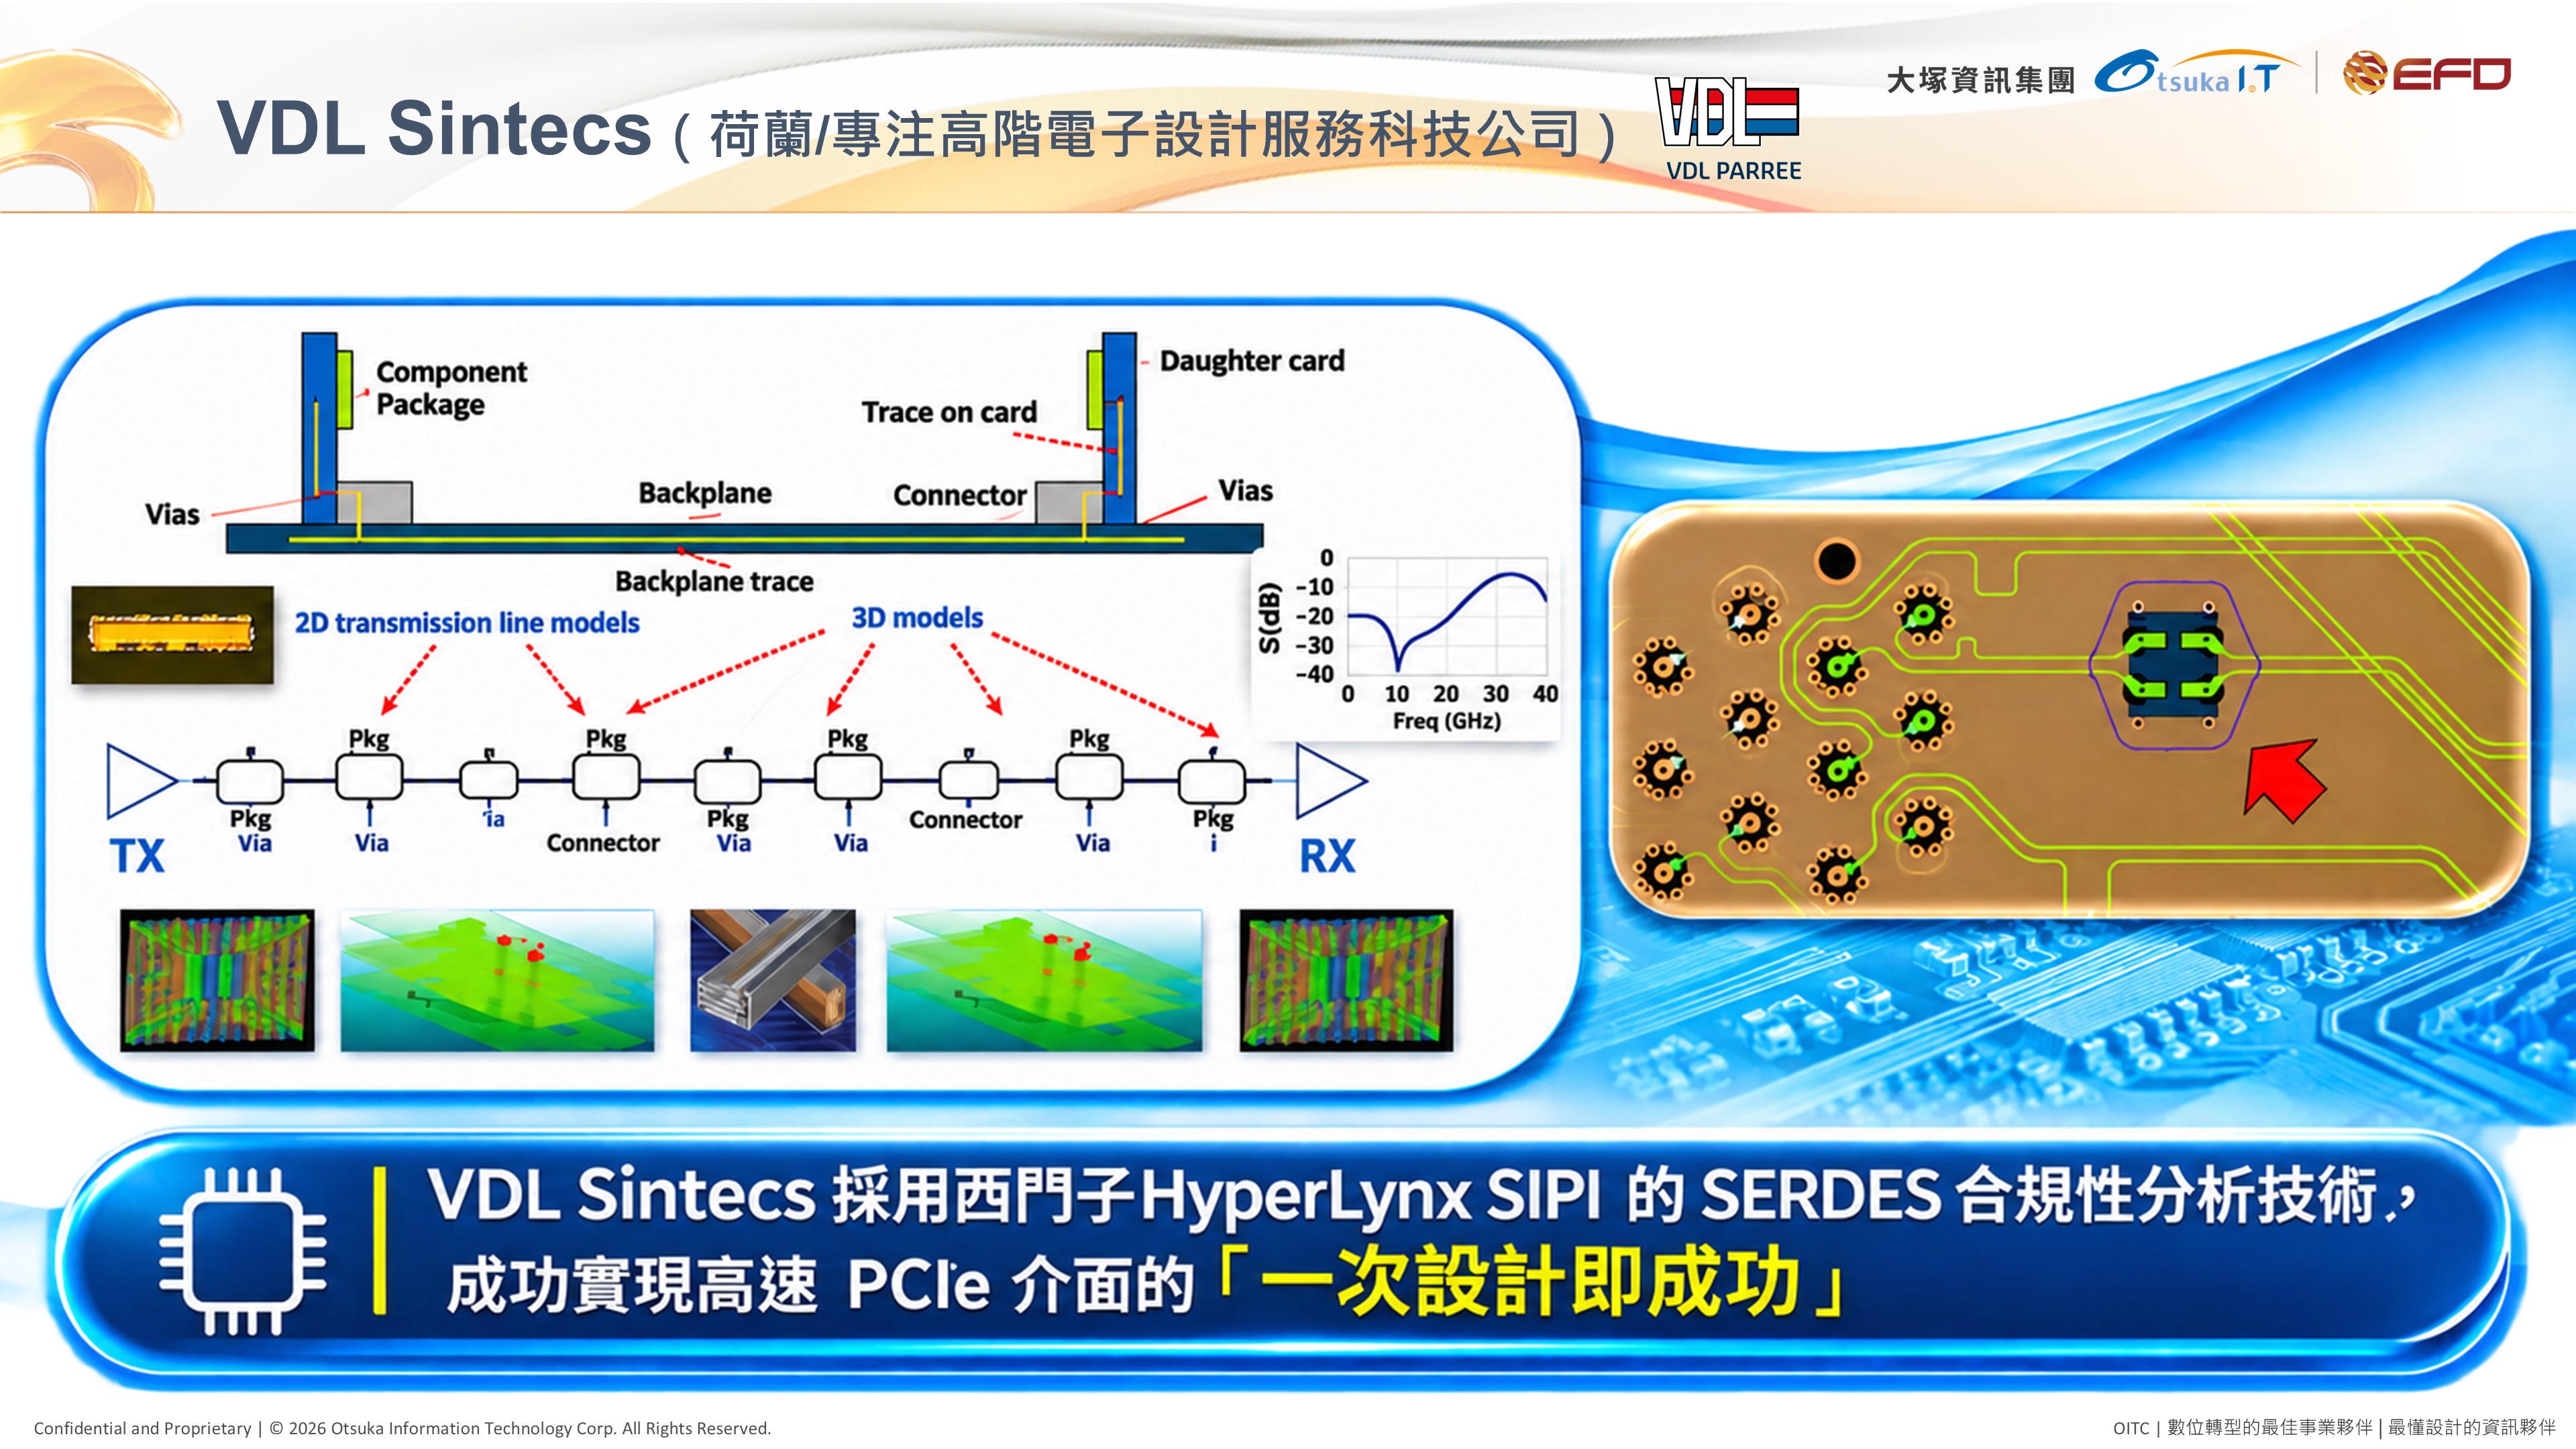 大塚資訊集團 Otsuka I.T EFD
VDL Sintecs（荷蘭/專注高階電子設計服務科技公司）
VDL
VDL PARREE
Component
Package
Daughter card
Trace on card
Vias
Backplane
Connector
Vias
Backplane trace
2D transmission line models
3D models
S(dB)
0
-10
-20
-30
-40
0 10 20 30 40
Freq (GHz)
Pkg Pkg Pkg Pkg
Pkg Pkg Connector Pkg
Via Via Connector Via Via Via
TX
RX
VDL Sintecs 採用西門子HyperLynx SIPI 的 SERDES 合規性分析技術，
成功實現高速 PCIe 介面的「一次設計即成功」
Confidential and Proprietary | © 2026 Otsuka Information Technology Corp. All Rights Reserved.
OITC | 數位轉型的最佳事業夥伴 | 最懂設計的資訊夥伴